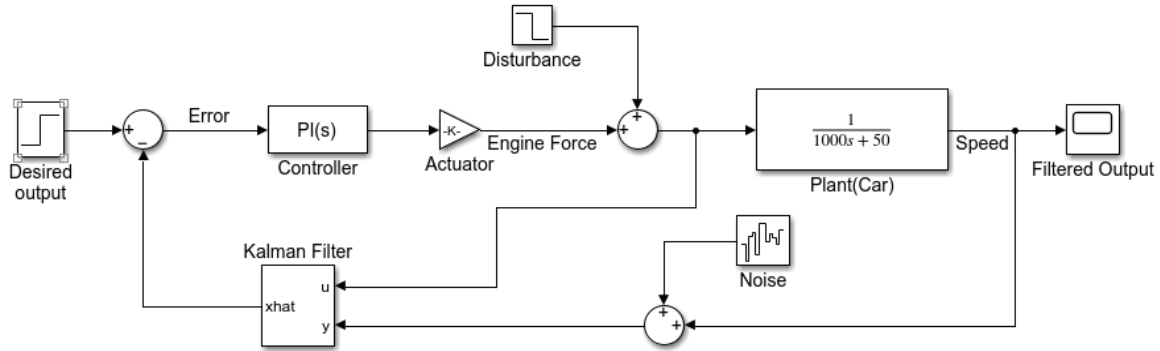 Disturbance
+
Error
PI(s)
Controller
-K-
Actuator
Engine Force
+
+
1
1000s + 50
Plant(Car)
Speed
Filtered Output
+
−
Desired
output
Kalman Filter
u
xhat
y
Noise
+
+